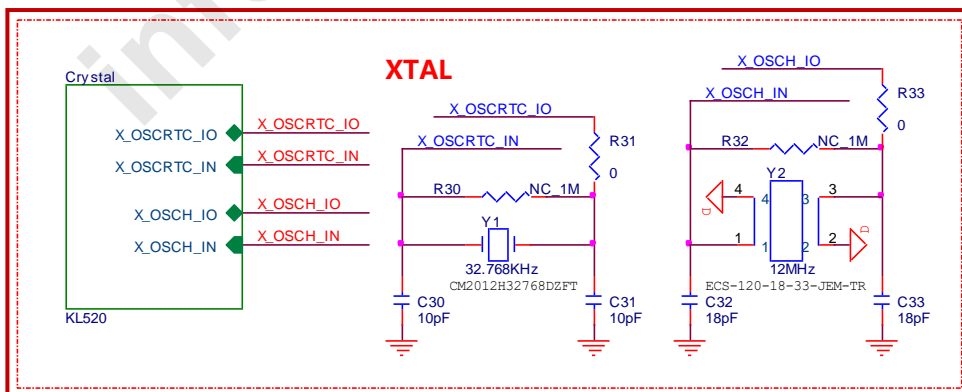 XTAL
Crystal
X_OSCRTC_IO
X_OSCRTC_IN
X_OSCH_IO
X_OSCH_IN
KL520
X_OSCRTC_IO
X_OSCRTC_IN
X_OSCH_IO
X_OSCH_IN
X_OSCRTC_IO
X_OSCRTC_IN
R31
0
R30
NC_1M
Y1
32.768KHz
CM2012H32768DZFT
C30
10pF
C31
10pF
X_OSCH_IO
X_OSCH_IN
R33
0
R32
NC_1M
Y2
4
4
3
3
D
1
1
2
2
D
12MHz
ECS-120-18-33-JEM-TR
C32
18pF
C33
18pF